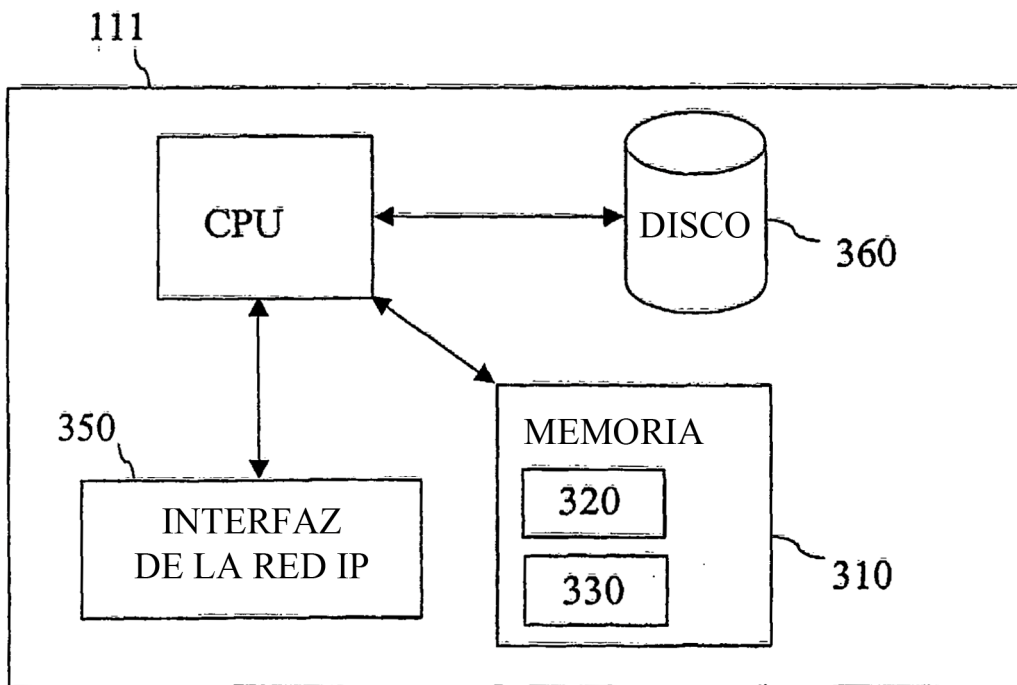 111
CPU
DISCO
360
350
MEMORIA
320
330
310
INTERFAZ
DE LA RED IP